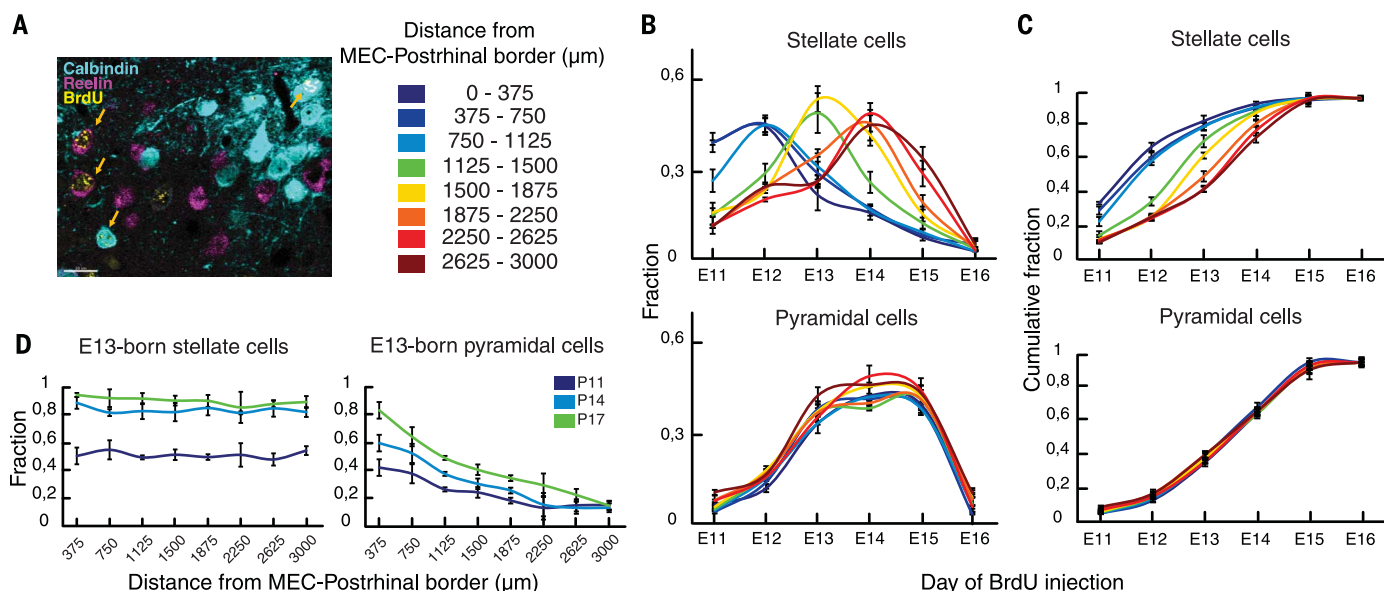 A
Calbindin
Reelin
BrdU
Distance from
MEC-Postrhinal border (µm)
0 - 375
375 - 750
750 - 1125
1125 - 1500
1500 - 1875
1875 - 2250
2250 - 2625
2625 - 3000
B
Stellate cells
0,6
0,3
0
E11 E12 E13 E14 E15 E16
Pyramidal cells
0,6
0,3
0
E11 E12 E13 E14 E15 E16
Fraction
C
Stellate cells
1
0,8
0,6
0,4
0,2
0
E11 E12 E13 E14 E15 E16
Pyramidal cells
1
0,8
0,6
0,4
0,2
0
E11 E12 E13 E14 E15 E16
Cumulative fraction
Day of BrdU injection
D
E13-born stellate cells
1
0,8
0,6
0,4
0,2
0
375 750 1125 1500 1875 2250 2625 3000
Fraction
E13-born pyramidal cells
P11
P14
P17
1
0,8
0,6
0,4
0,2
0
375 750 1125 1500 1875 2250 2625 3000
Distance from MEC-Postrhinal border (µm)